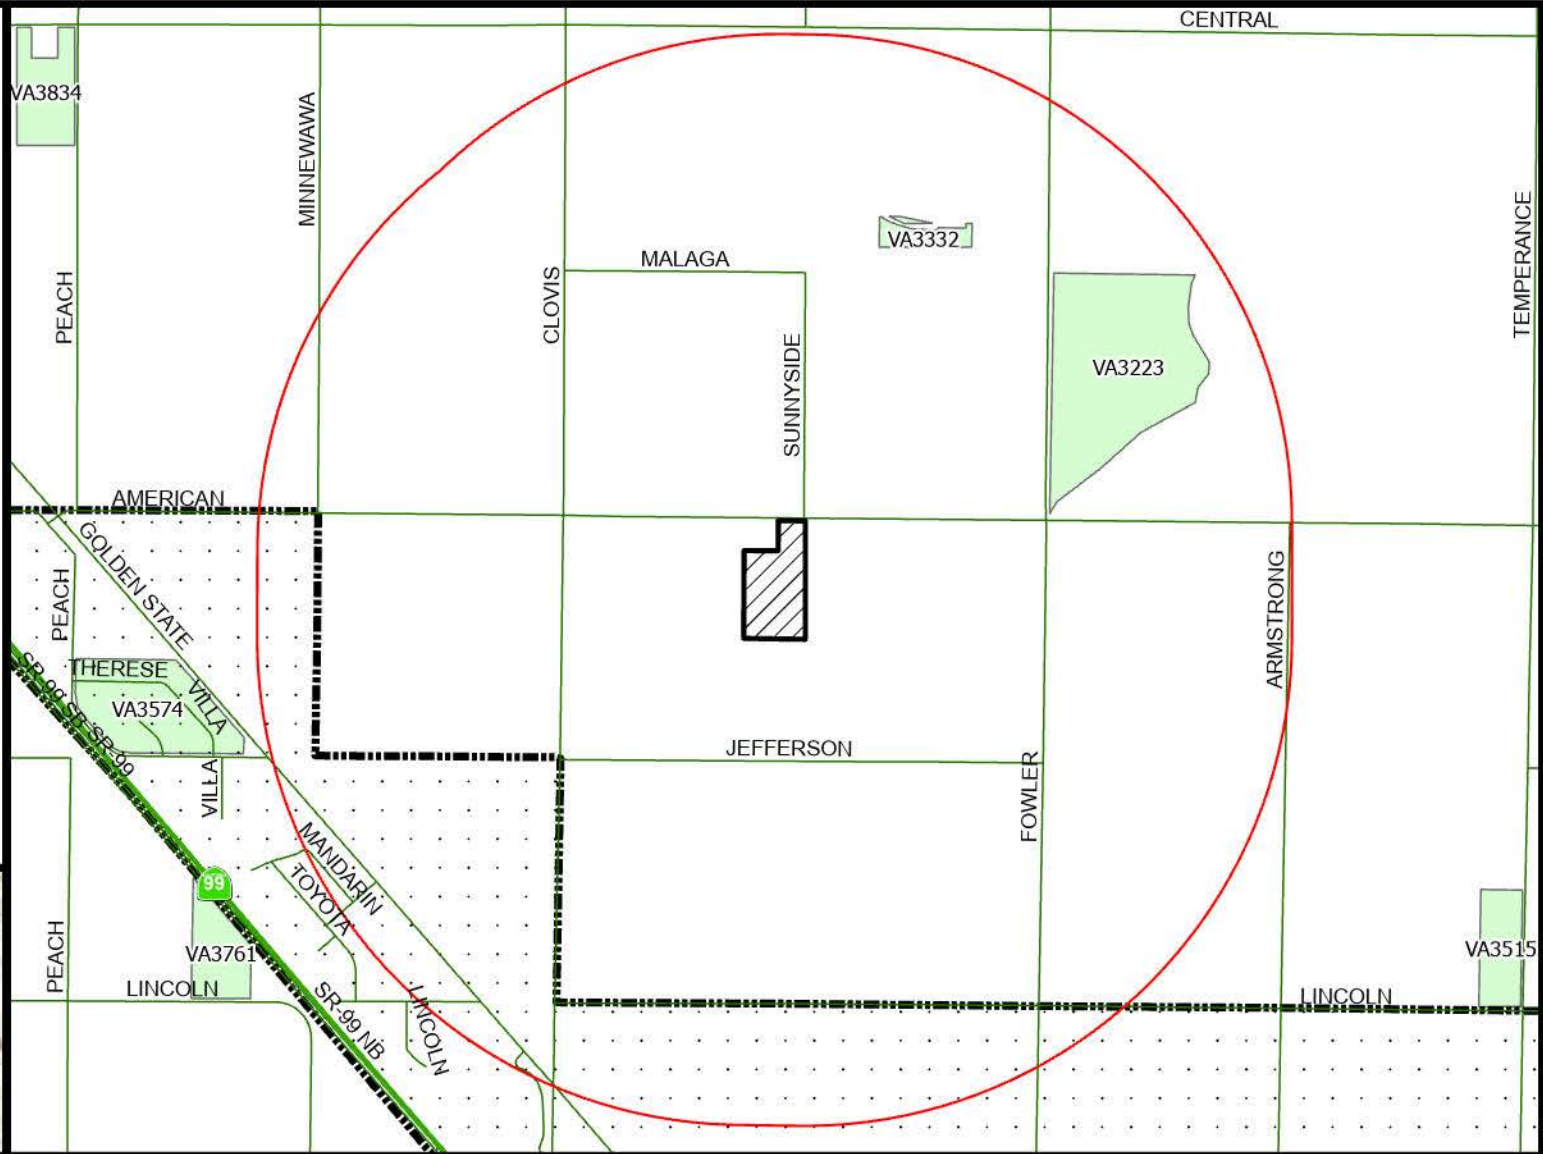 CENTRAL
VA3834
MINNEWAWA
TEMPERANCE
VA3332
MALAGA
PEACH
CLOVIS
SUNNYSIDE
VA3223
AMERICAN
GOLDEN STATE
PEACH
ARMSTRONG
THERESE
VILLA
VA3574
SR-99 SB
SR-99
JEFFERSON
VILLA
FOWLER
MANDARIN
TOYOTA
99
PEACH
VA3761
VA3515
LINCOLN
SR-99 NB
LINCOLN
LINCOLN